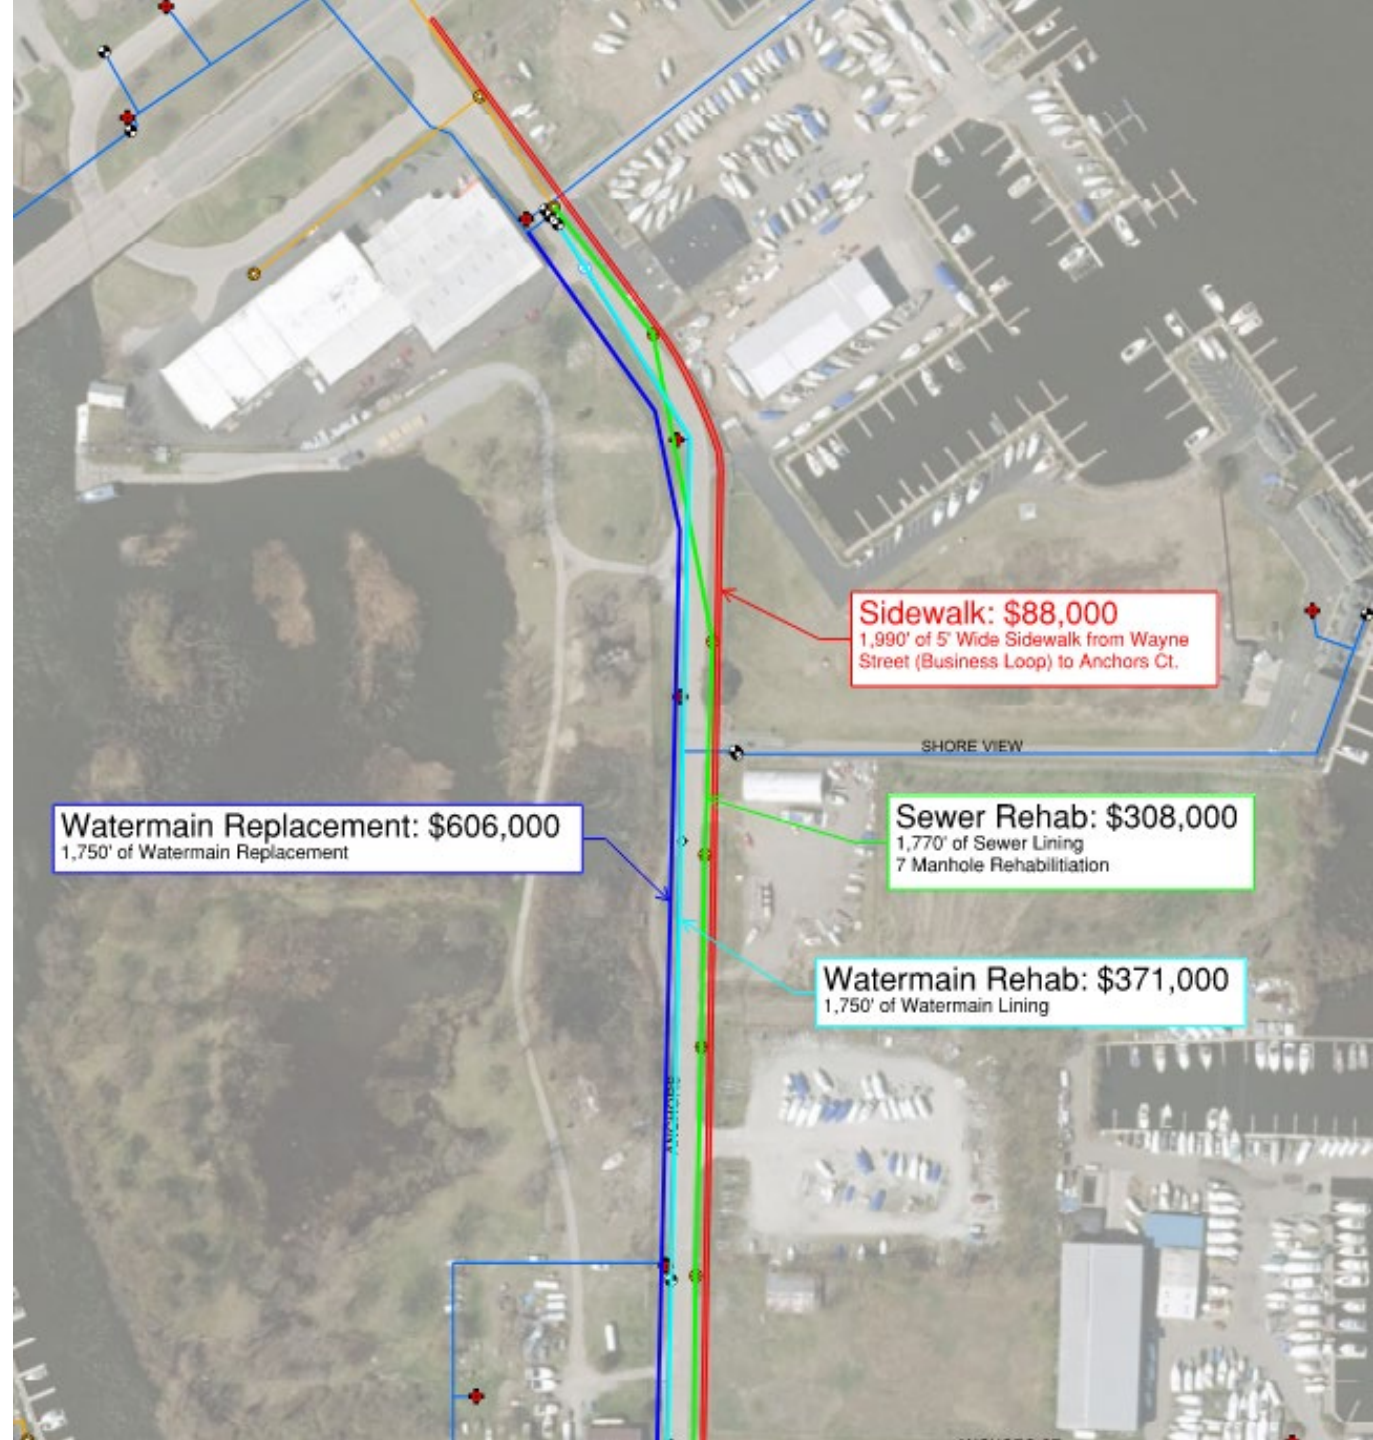 Sidewalk: $88,000
1,990' of 5' Wide Sidewalk from Wayne
Street (Business Loop) to Anchors Ct.
SHORE VIEW
Watermain Replacement: $606,000
1,750' of Watermain Replacement
Sewer Rehab: $308,000
1,770' of Sewer Lining
7 Manhole Rehabilitiation
Watermain Rehab: $371,000
1,750' of Watermain Lining